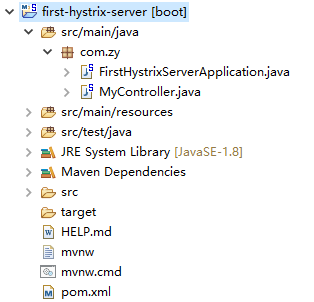 first-hystrix-server [boot]
src/main/java
com.zy
FirstHystrixServerApplication.java
MyController.java
src/main/resources
src/test/java
JRE System Library [JavaSE-1.8]
Maven Dependencies
src
target
HELP.md
mvnw
mvnw.cmd
pom.xml